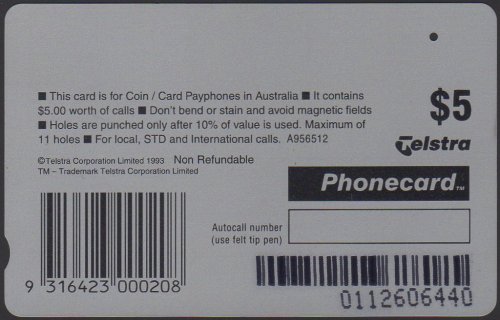 ■ This card is for Coin / Card Payphones in Australia ■ It contains
$5.00 worth of calls ■ Don't bend or stain and avoid magnetic fields
■ Holes are punched only after 10% of value is used. Maximum of
11 holes ■ For local, STD and International calls. A956512
©Telstra Corporation Limited 1993 Non Refundable
TM – Trademark Telstra Corporation Limited
$5
Telstra
Phonecard™
Autocall number
(use felt tip pen)
9 316423 000208
0112606440